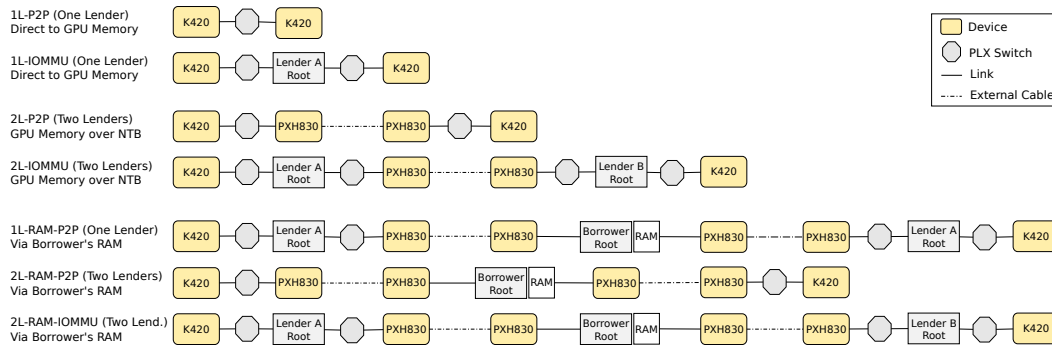 1L-P2P (One Lender)
Direct to GPU Memory
K420 K420
1L-IOMMU (One Lender)
Direct to GPU Memory
K420 Lender A Root K420
2L-P2P (Two Lenders)
GPU Memory over NTB
K420 PXH830 PXH830 K420
2L-IOMMU (Two Lenders)
GPU Memory over NTB
K420 Lender A Root PXH830 PXH830 Lender B Root K420
1L-RAM-P2P (One Lender)
Via Borrower's RAM
K420 Lender A Root PXH830 PXH830 Borrower Root RAM PXH830 PXH830 Lender A Root K420
2L-RAM-P2P (Two Lenders)
Via Borrower's RAM
K420 PXH830 PXH830 Borrower Root RAM PXH830 PXH830 K420
2L-RAM-IOMMU (Two Lend.)
Via Borrower's RAM
K420 Lender A Root PXH830 PXH830 Borrower Root RAM PXH830 PXH830 Lender B Root K420
Device
PLX Switch
Link
External Cable